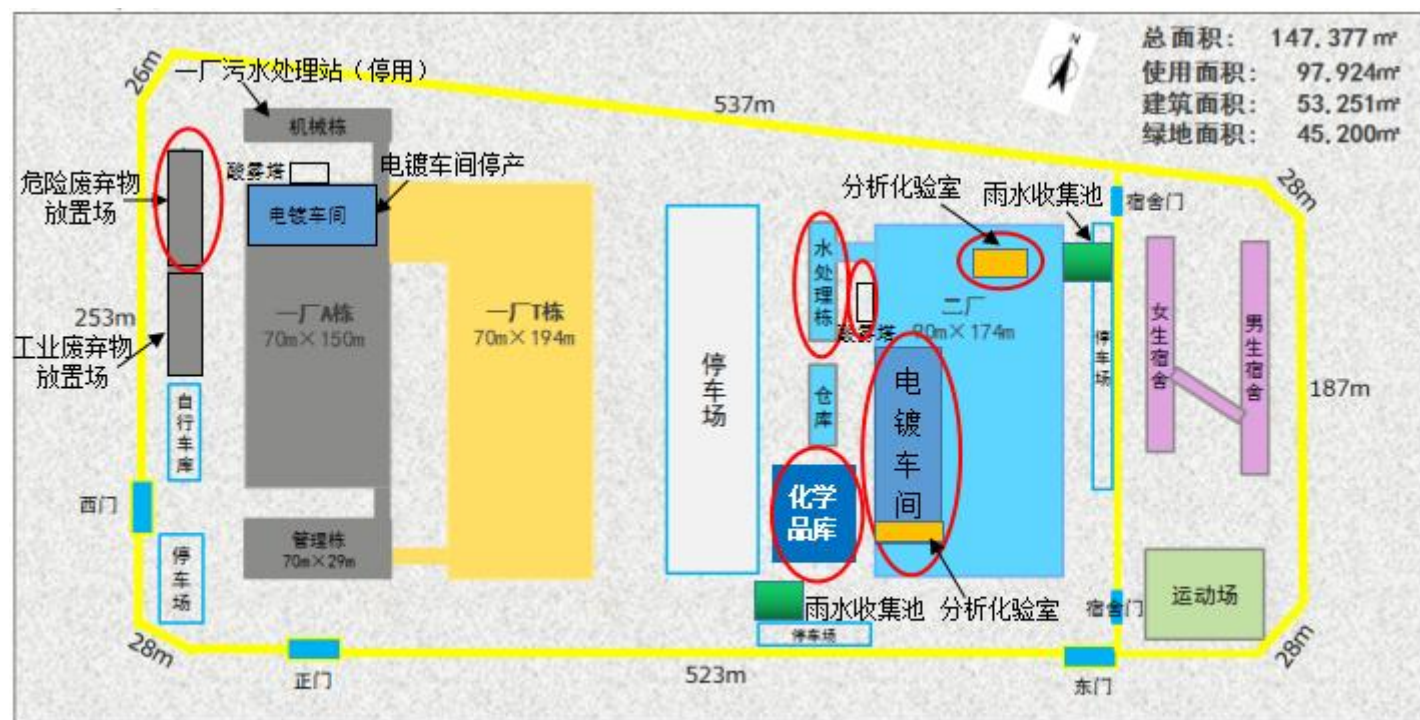 总面积： 147.377㎡
使用面积： 97.924㎡
建筑面积： 53.251㎡
绿地面积： 45.200㎡
N
26m
一厂污水处理站（停用）
537m
机械栋
酸雾塔
电镀车间停产
电镀车间
危险废弃物
放置场
253m
工业废弃物
放置场
一厂A栋
70m×150m
一厂T栋
70m×194m
停车场
水处理栋
酸雾塔
分析化验室
雨水收集池
宿舍门
28m
二厂
90m×174m
停车场
女生宿舍
男生宿舍
187m
自行车库
仓库
电镀车间
化学
品库
西门
停车场
管理栋
70m×29m
雨水收集池
分析化验室
停车场
宿舍门
运动场
28m
正门
523m
东门
28m